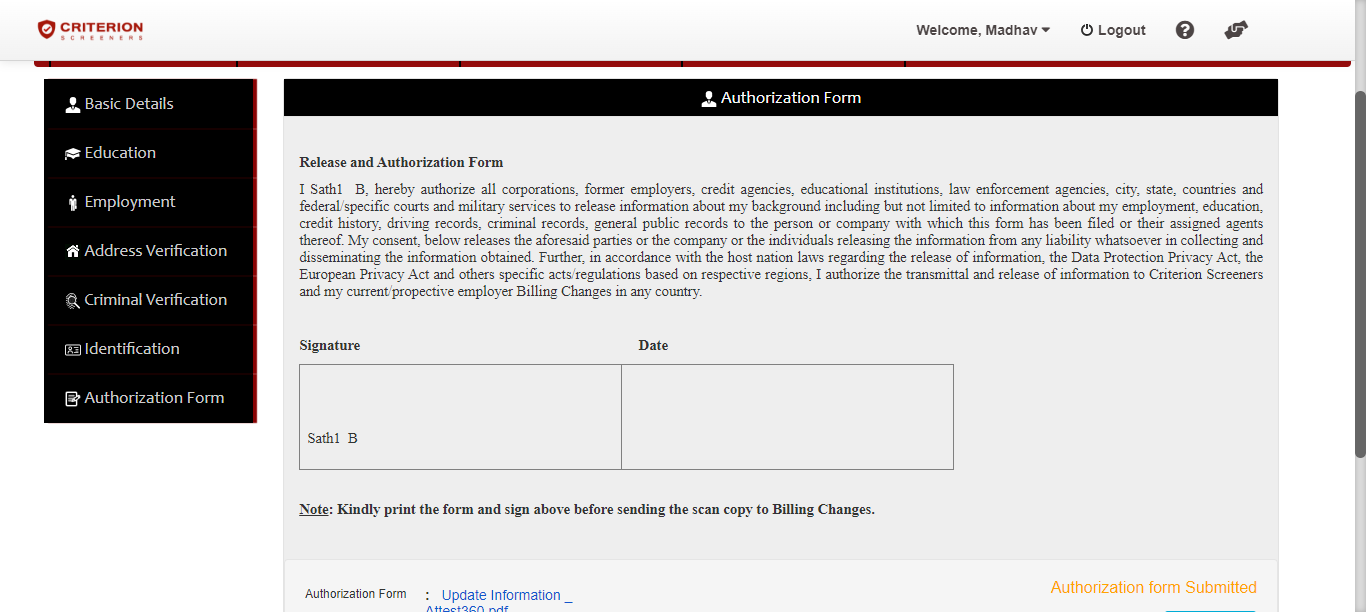 CRITERION
SCREENERS
Welcome, Madhav
Logout
Basic Details
Education
Employment
Address Verification
Criminal Verification
Identification
Authorization Form
Authorization Form
Release and Authorization Form
I Sath1 B, hereby authorize all corporations, former employers, credit agencies, educational institutions, law enforcement agencies, city, state, countries and
federal/specific courts and military services to release information about my background including but not limited to information about my employment, education,
credit history, driving records, criminal records, general public records to the person or company with which this form has been filed or their assigned agents
thereof. My consent, below releases the aforesaid parties or the company or the individuals releasing the information from any liability whatsoever in collecting and
disseminating the information obtained. Further, in accordance with the host nation laws regarding the release of information, the Data Protection Privacy Act, the
European Privacy Act and others specific acts/regulations based on respective regions, I authorize the transmittal and release of information to Criterion Screeners
and my current/propective employer Billing Changes in any country.
Signature Date
Sath1 B
Note: Kindly print the form and sign above before sending the scan copy to Billing Changes.
Authorization Form : Update Information _
Attest360.pdf
Authorization form Submitted